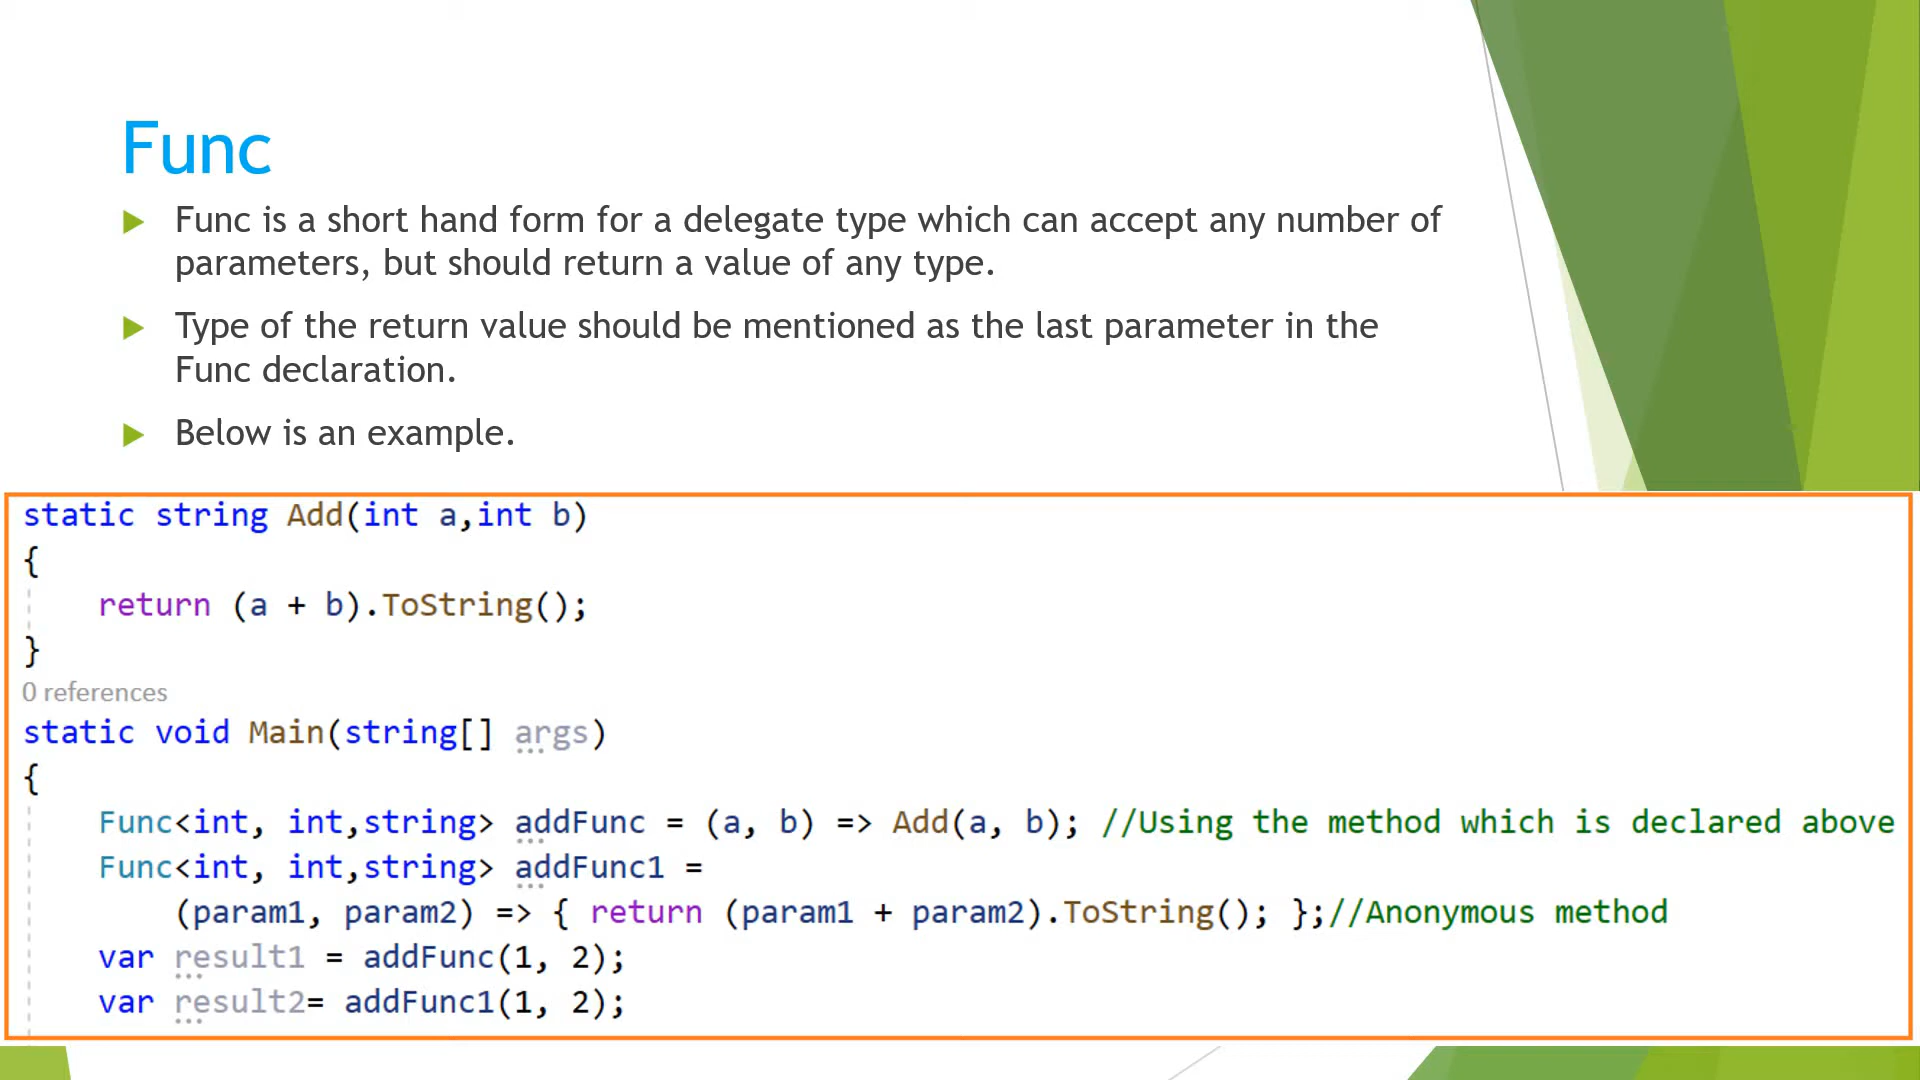 Func
Func is a short hand form for a delegate type which can accept any number of
parameters, but should return a value of any type.
Type of the return value should be mentioned as the last parameter in the
Func declaration.
Below is an example.
static string Add(int a,int b)
{
    return (a + b).ToString();
}
0 references
static void Main(string[] args)
{
    Func<int, int,string> addFunc = (a, b) => Add(a, b); //Using the method which is declared above
    Func<int, int,string> addFunc1 =
        (param1, param2) => { return (param1 + param2).ToString(); };//Anonymous method
    var result1 = addFunc(1, 2);
    var result2= addFunc1(1, 2);